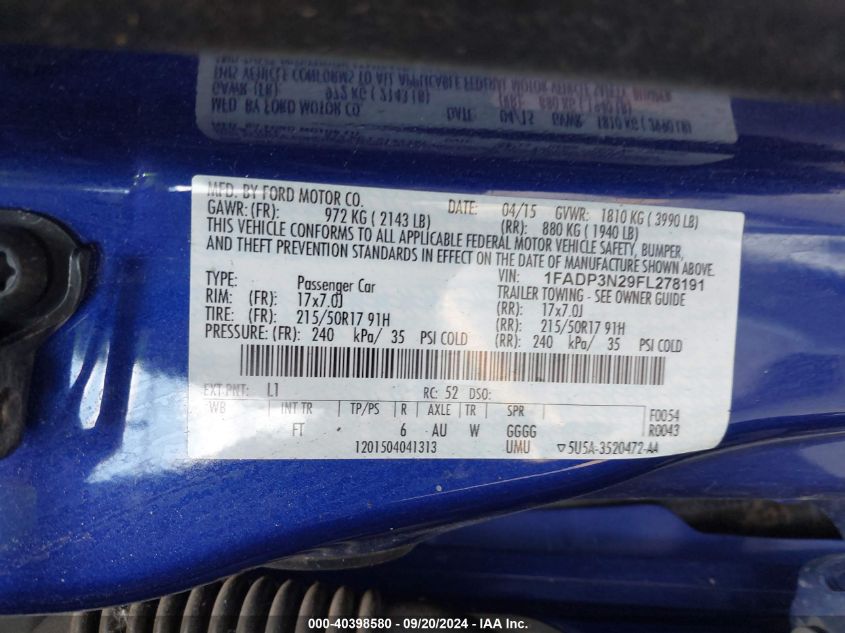 MFD. BY FORD MOTOR CO. DATE: 04/15 GVWR: 1810 KG ( 3990 LB)
GAWR: (FR): 972 KG ( 2143 LB) (RR): 880 KG ( 1940 LB)
THIS VEHICLE CONFORMS TO ALL APPLICABLE FEDERAL MOTOR VEHICLE SAFETY, BUMPER,
AND THEFT PREVENTION STANDARDS IN EFFECT ON THE DATE OF MANUFACTURE SHOWN ABOVE.
VIN: 1FADP3N29FL278191
TYPE: Passenger Car TRAILER TOWING - SEE OWNER GUIDE
RIM: (FR): 17x7.0J (RR): 17x7.0J
TIRE: (FR): 215/50R17 91H (RR): 215/50R17 91H
PRESSURE: (FR): 240 kPa/ 35 PSI COLD (RR): 240 kPa/ 35 PSI COLD
EXT PNT: L1 RC: 52 DSO:
WB INT TR TP/PS R AXLE TR SPR F0054
FT 6 AU W GGGG R0043
1201504041313 UMU ▽5U5A-3520472-AA
000-40398580 - 09/20/2024 - IAA Inc.